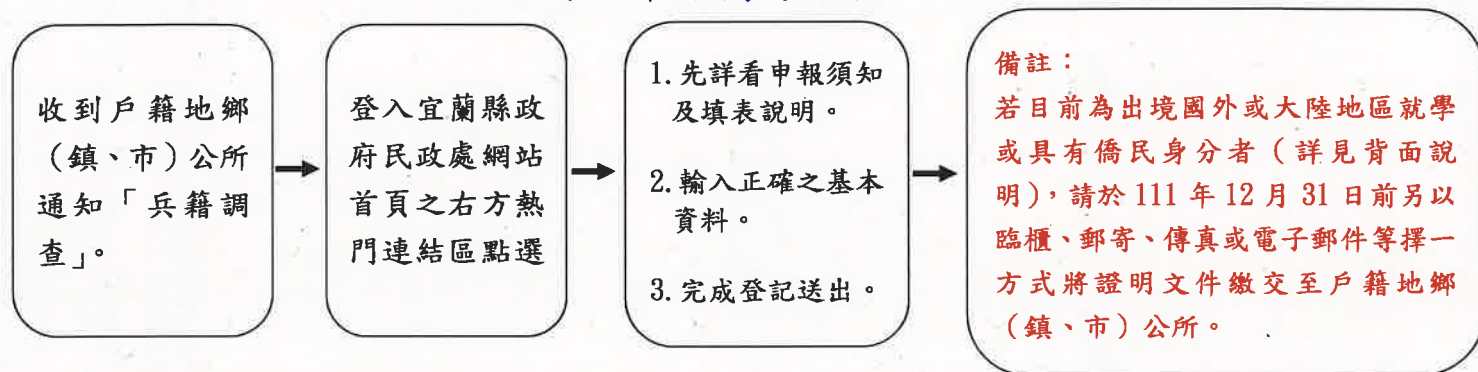 收到戶籍地鄉
（鎮、市）公所
通知「兵籍調
查」。
登入宜蘭縣政
府民政處網站
首頁之右方熱
門連結區點選
1.先詳看申報須知
及填表說明。
2.輸入正確之基本
資料。
3.完成登記送出。
備註：
若目前為出境國外或大陸地區就學
或具有僑民身分者（詳見背面說
明），請於 111 年 12 月 31 日前另以
臨櫃、郵寄、傳真或電子郵件等擇一
方式將證明文件繳交至戶籍地鄉
（鎮、市）公所。